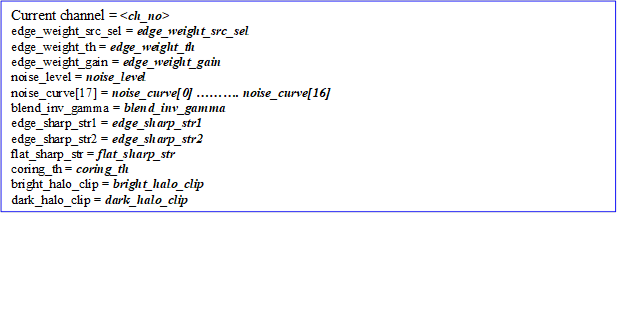 Current channel = <ch_no>
edge_weight_src_sel = edge_weight_src_sel
edge_weight_th = edge_weight_th
edge_weight_gain = edge_weight_gain
noise_level = noise_level
noise_curve[17] = noise_curve[0] ………. noise_curve[16]
blend_inv_gamma = blend_inv_gamma
edge_sharp_str1 = edge_sharp_str1
edge_sharp_str2 = edge_sharp_str2
flat_sharp_str = flat_sharp_str
coring_th = coring_th
bright_halo_clip = bright_halo_clip
dark_halo_clip = dark_halo_clip